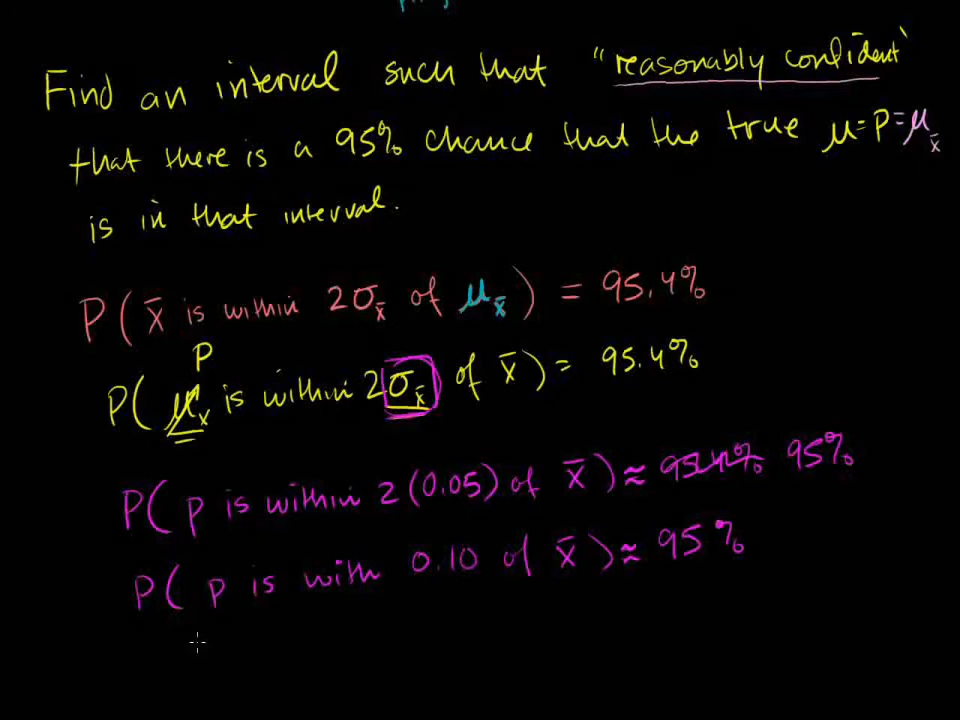 Find an interval such that "reasonably confident"
that there is a 95% chance that the true μ=P=μx̄
is in that interval.
P(x̄ is within 2σx̄ of μx̄) = 95.4%
P
P(μx is within 2σx̄ of x̄) = 95.4%
P(p is within 2(0.05) of x̄) ≈ 95.4% 95%
P(p is with 0.10 of x̄) ≈ 95%